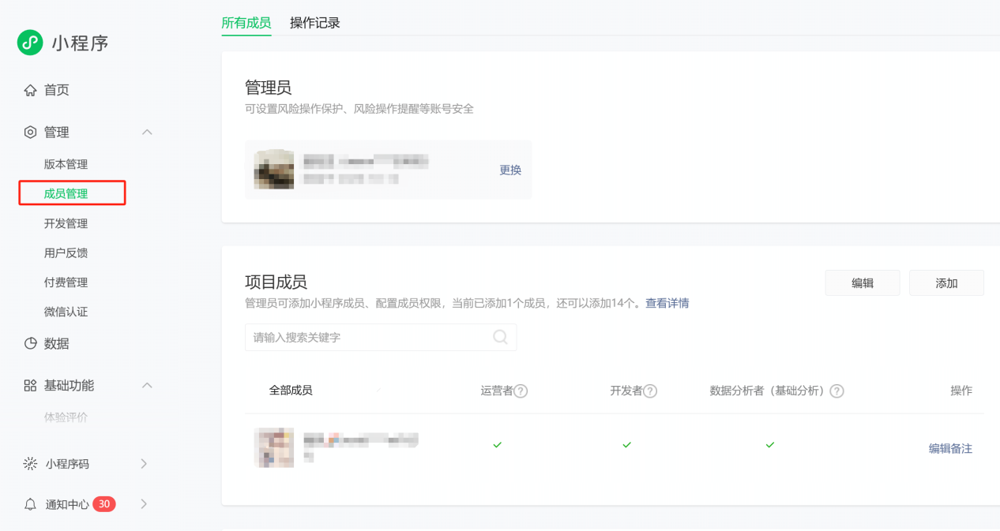 小程序
首页
管理
版本管理
成员管理
开发管理
用户反馈
付费管理
微信认证
数据
基础功能
体验评价
小程序码
通知中心 30
所有成员 操作记录
管理员
可设置风险操作保护、风险操作提醒等账号安全
更换
项目成员
编辑 添加
管理员可添加小程序成员、配置成员权限，当前已添加1个成员，还可以添加14个。查看详情
请输入搜索关键字
全部成员 运营者? 开发者? 数据分析者（基础分析）? 操作
编辑备注